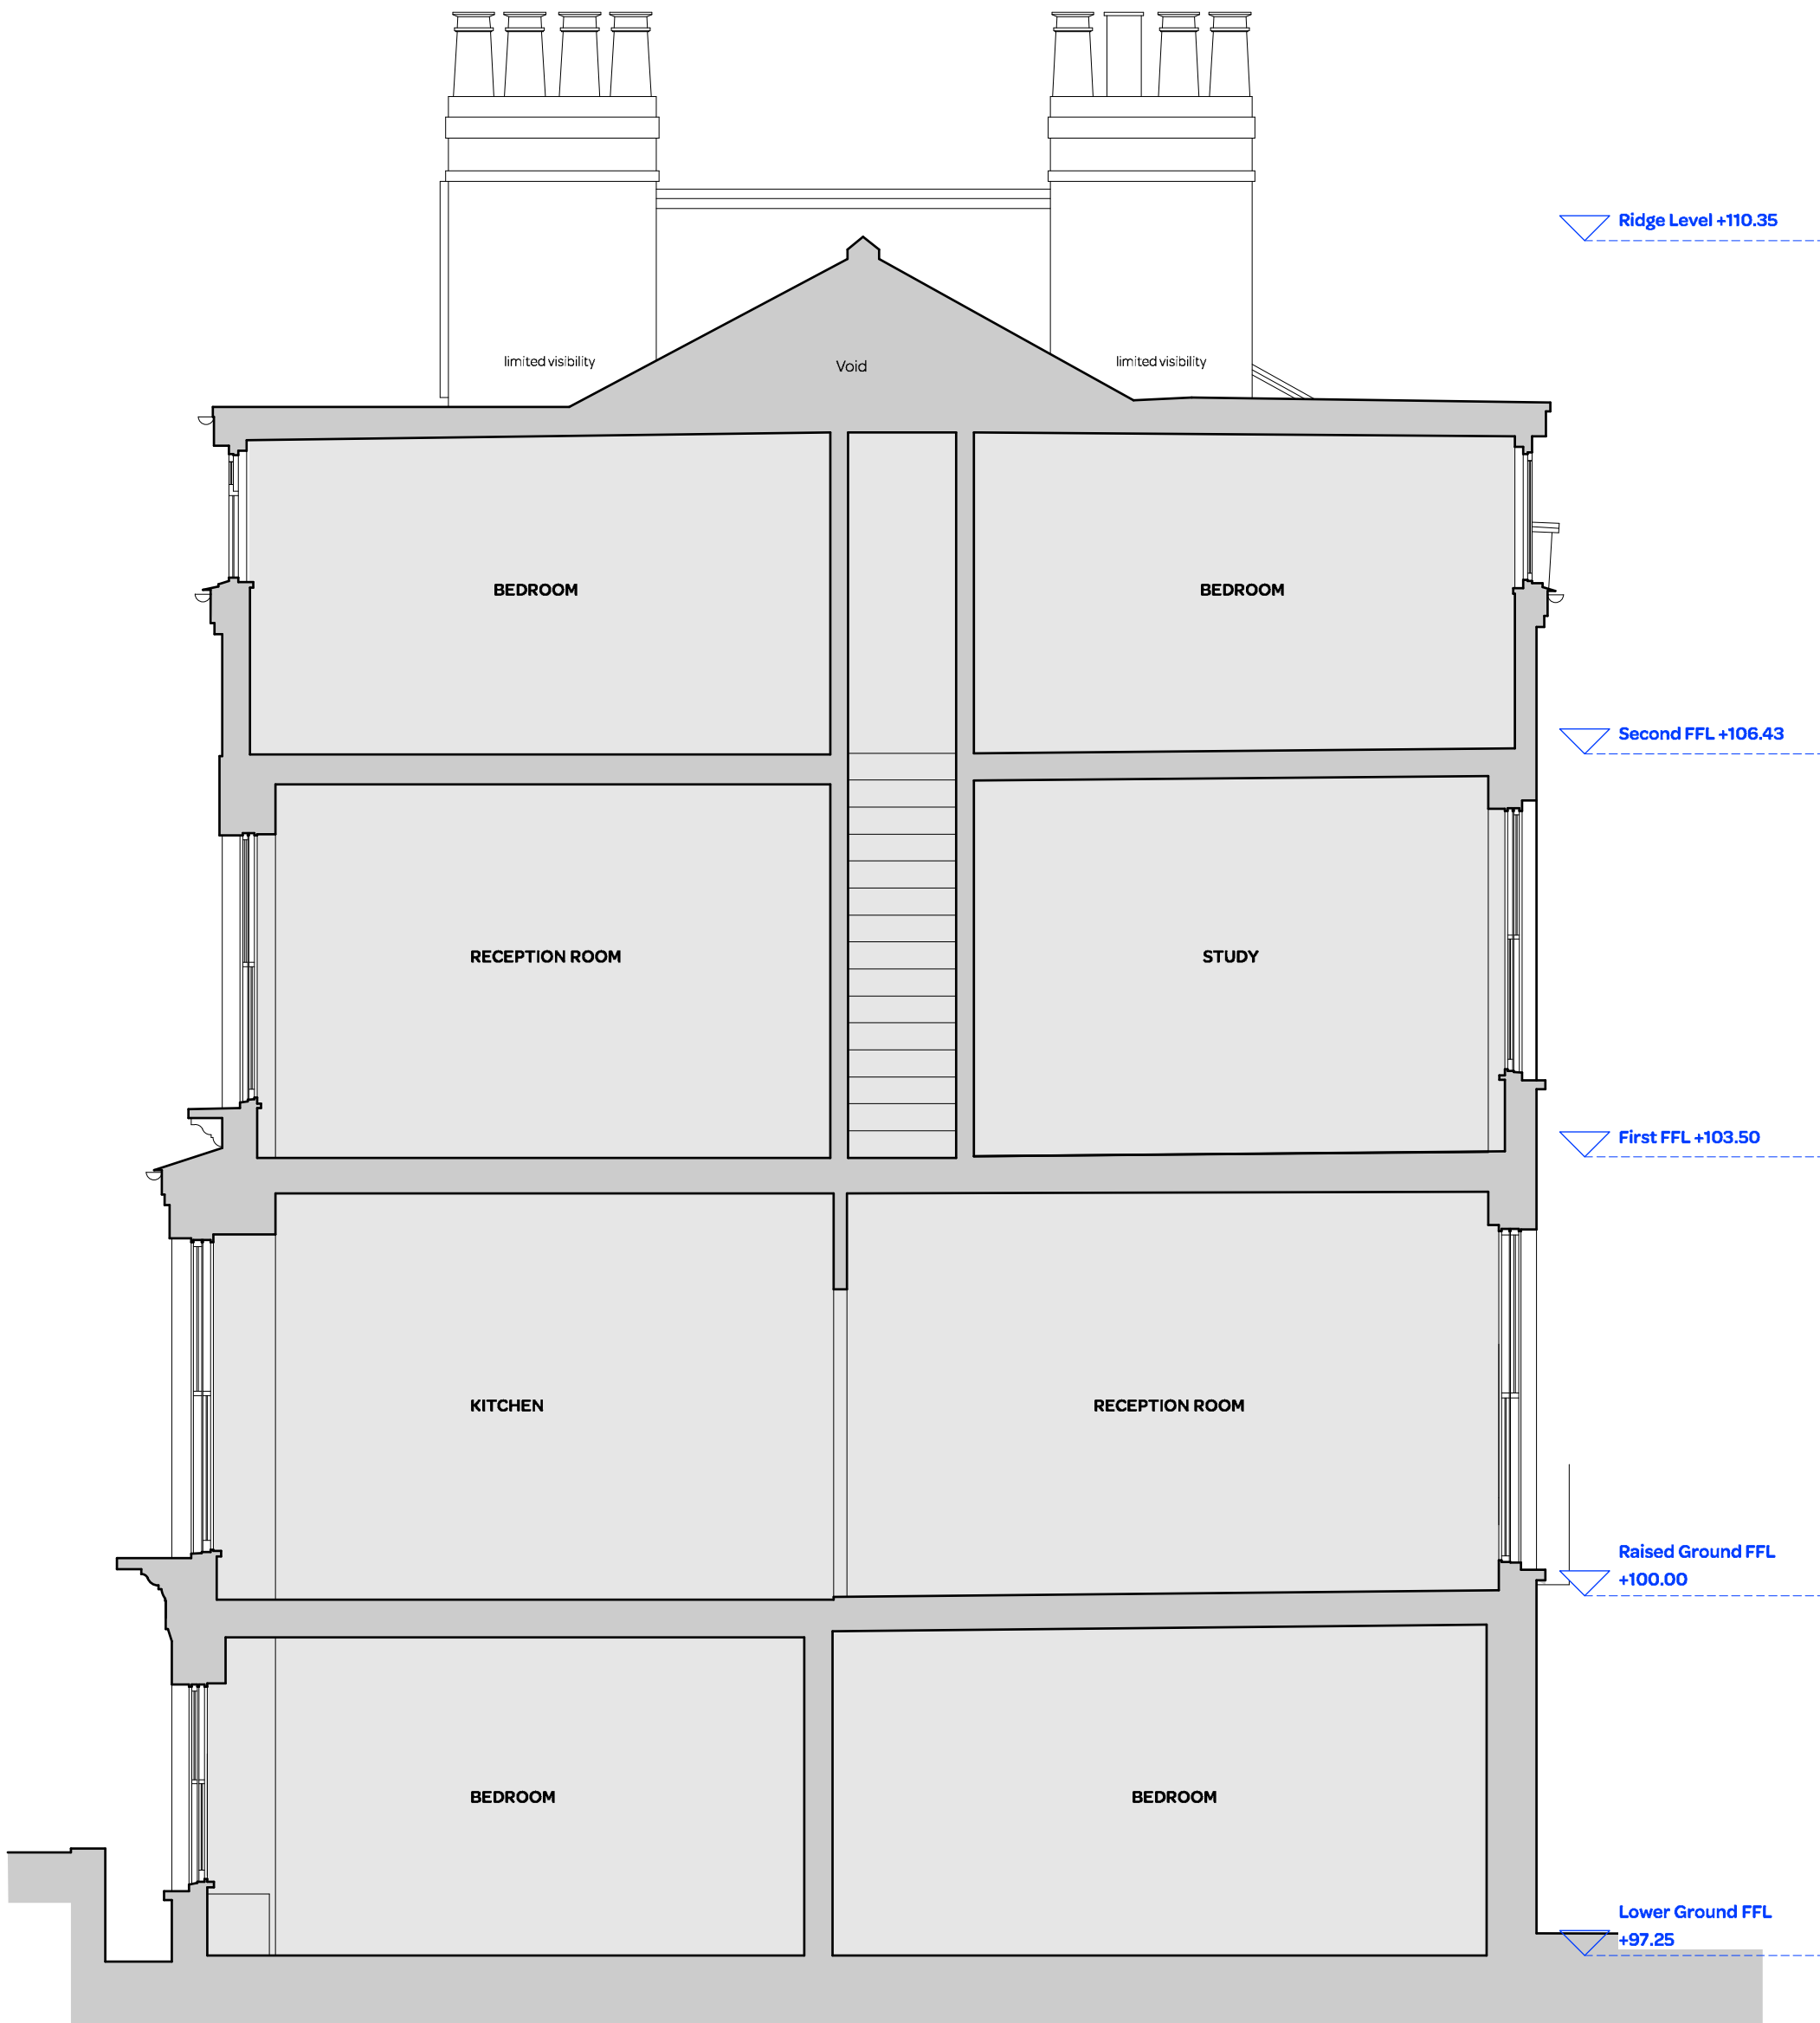 Ridge Level +110.35
limited visibility
Void
limited visibility
BEDROOM
BEDROOM
Second FFL +106.43
RECEPTION ROOM
STUDY
First FFL +103.50
KITCHEN
RECEPTION ROOM
Raised Ground FFL
+100.00
BEDROOM
BEDROOM
Lower Ground FFL
+97.25